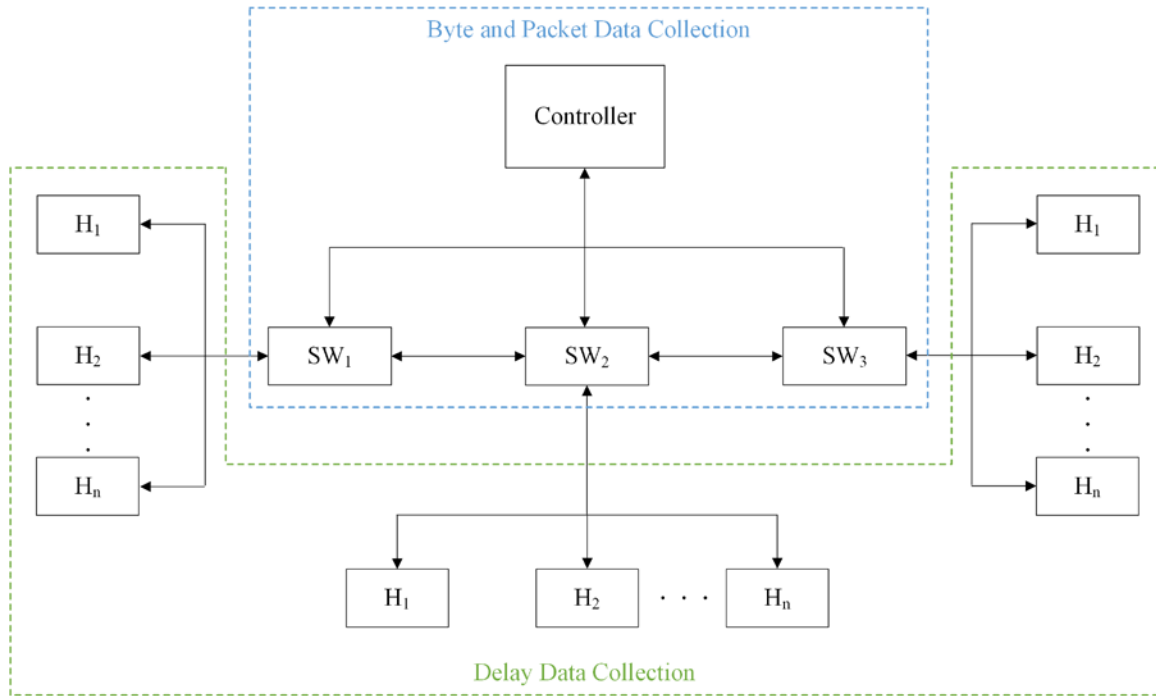 Byte and Packet Data Collection
Controller
H₁
H₁
H₂
SW₁
SW₂
SW₃
H₂
Hₙ
Hₙ
H₁
H₂
. . .
Hₙ
Delay Data Collection